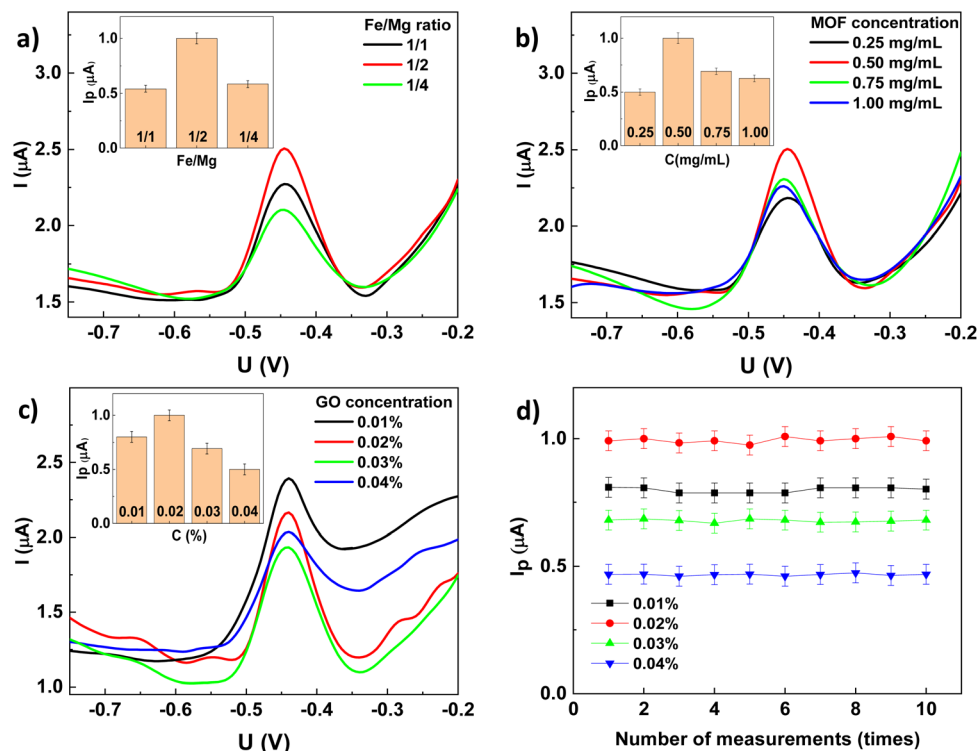 a)
Fe/Mg ratio
1/1
1/2
1/4
Ip (µA)
1.0
0.5
0.0
1/1 1/2 1/4
Fe/Mg
I (µA)
3.0
2.5
2.0
1.5
-0.7 -0.6 -0.5 -0.4 -0.3 -0.2
U (V)
b)
MOF concentration
0.25 mg/mL
0.50 mg/mL
0.75 mg/mL
1.00 mg/mL
Ip (µA)
1.0
0.5
0.0
0.25 0.50 0.75 1.00
C(mg/mL)
I (µA)
3.0
2.5
2.0
1.5
-0.7 -0.6 -0.5 -0.4 -0.3 -0.2
U (V)
c)
GO concentration
0.01%
0.02%
0.03%
0.04%
Ip (µA)
1.0
0.5
0.0
0.01 0.02 0.03 0.04
C (%)
I (µA)
2.5
2.0
1.5
1.0
-0.7 -0.6 -0.5 -0.4 -0.3 -0.2
U (V)
d)
Ip (µA)
1.0
0.5
0.0
0.01%
0.02%
0.03%
0.04%
0 2 4 6 8 10
Number of measurements (times)